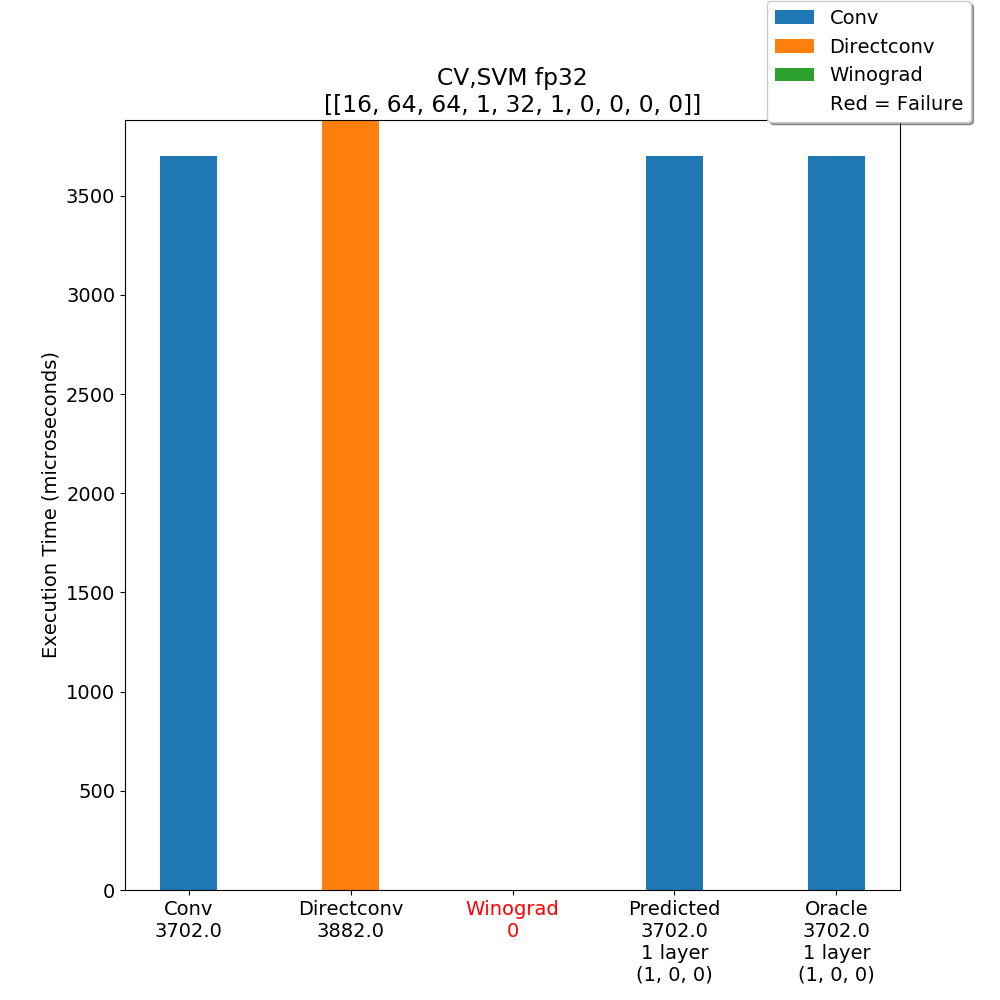 Conv
Directconv
Winograd
Red = Failure
CV,SVM fp32
[[16, 64, 64, 1, 32, 1, 0, 0, 0, 0]]
Execution Time (microseconds)
3500
3000
2500
2000
1500
1000
500
0
Conv
3702.0
Directconv
3882.0
Winograd
0
Predicted
3702.0
1 layer
(1, 0, 0)
Oracle
3702.0
1 layer
(1, 0, 0)